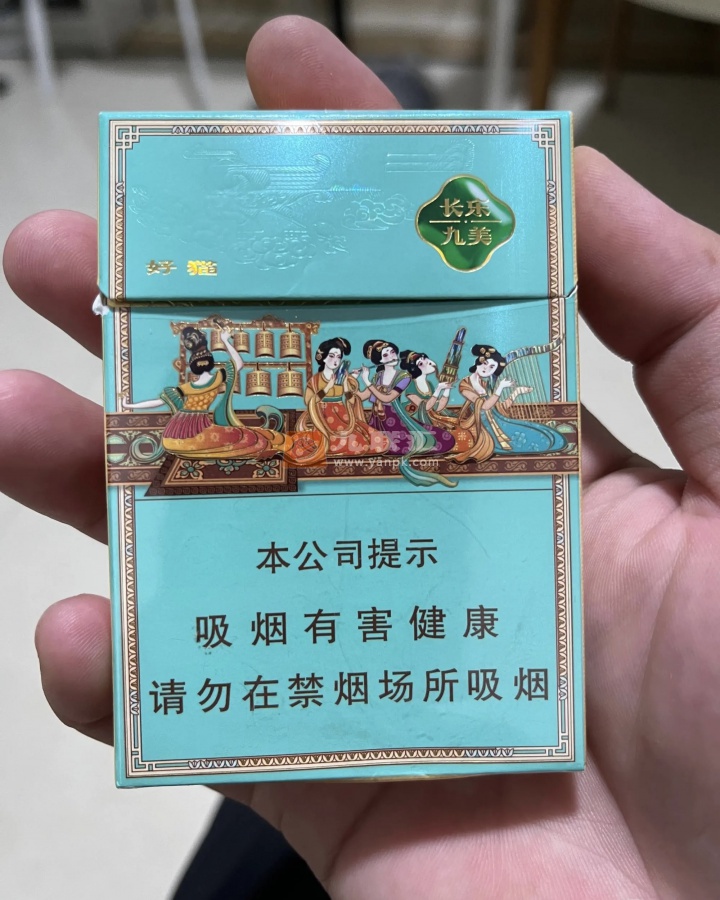 长乐
九美
好猫
www.yanpk.com
本公司提示
吸烟有害健康
请勿在禁烟场所吸烟